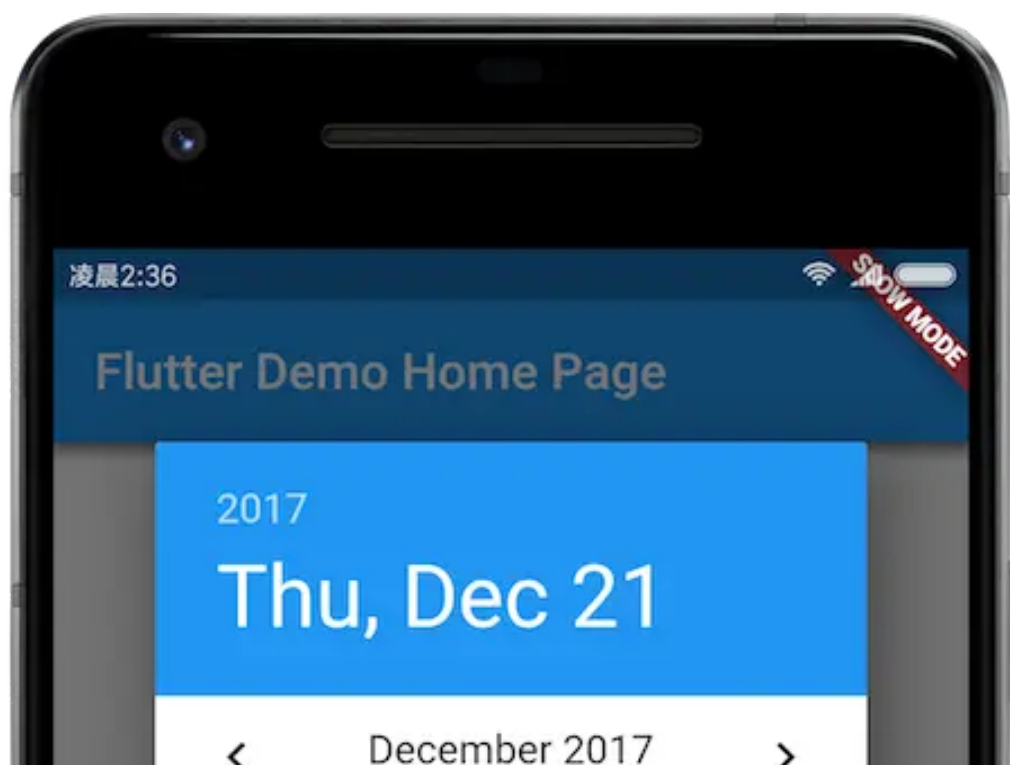 凌晨2:36
SLOW MODE
Flutter Demo Home Page
2017
Thu, Dec 21
December 2017